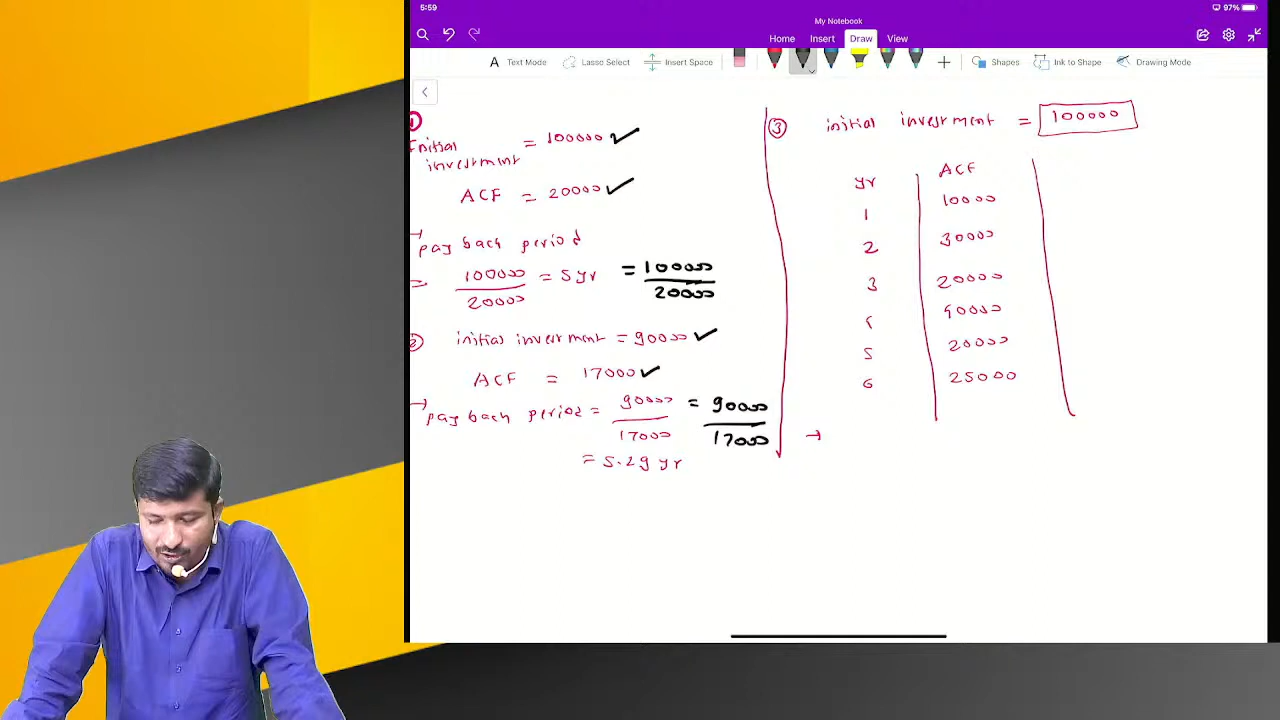 5:59
97%
My Notebook
Home Insert Draw View
Text Mode Lasso Select Insert Space Shapes Ink to Shape Drawing Mode
1
Initial investment = 100000
ACF = 20000
→ pay back period
= 100000/20000 = 5 yr = 100000/20000
2 initial investment = 90000
ACF = 17000
→ pay back period = 90000/17000 = 90000/17000
= 5.29 yr
3 initial investment = 100000
yr ACF
1 10000
2 30000
3 20000
4 40000
5 20000
6 25000
→